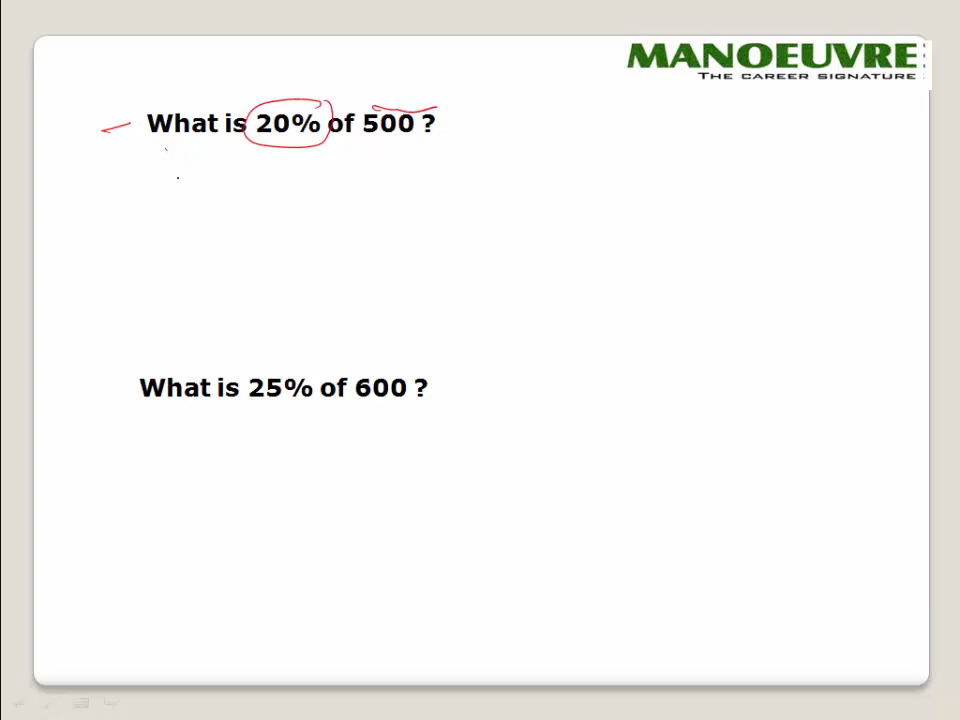 MANOEUVRE
THE CAREER SIGNATURE
What is 20% of 500 ?
What is 25% of 600 ?